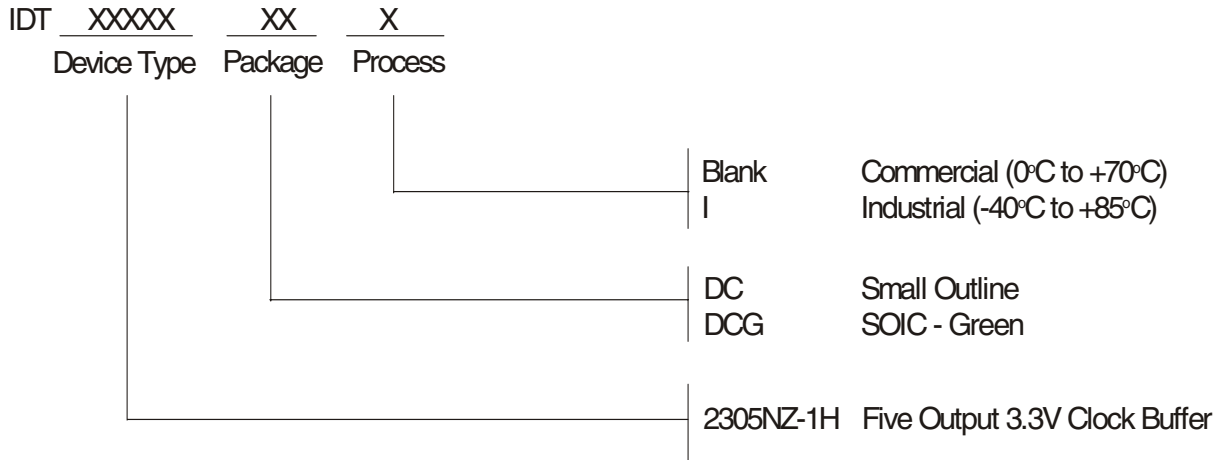 IDT XXXXX XX X
Device Type Package Process
Blank Commercial (0°C to +70°C)
I Industrial (-40°C to +85°C)
DC Small Outline
DCG SOIC - Green
2305NZ-1H Five Output 3.3V Clock Buffer